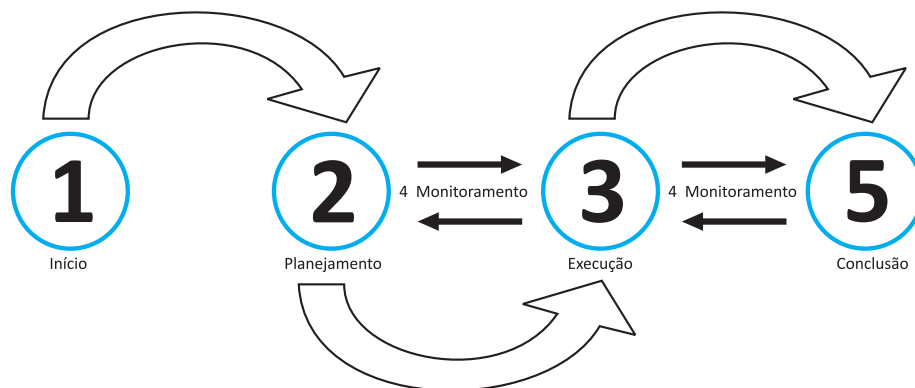 1
2
4 Monitoramento
3
4 Monitoramento
5
Início
Planejamento
Execução
Conclusão